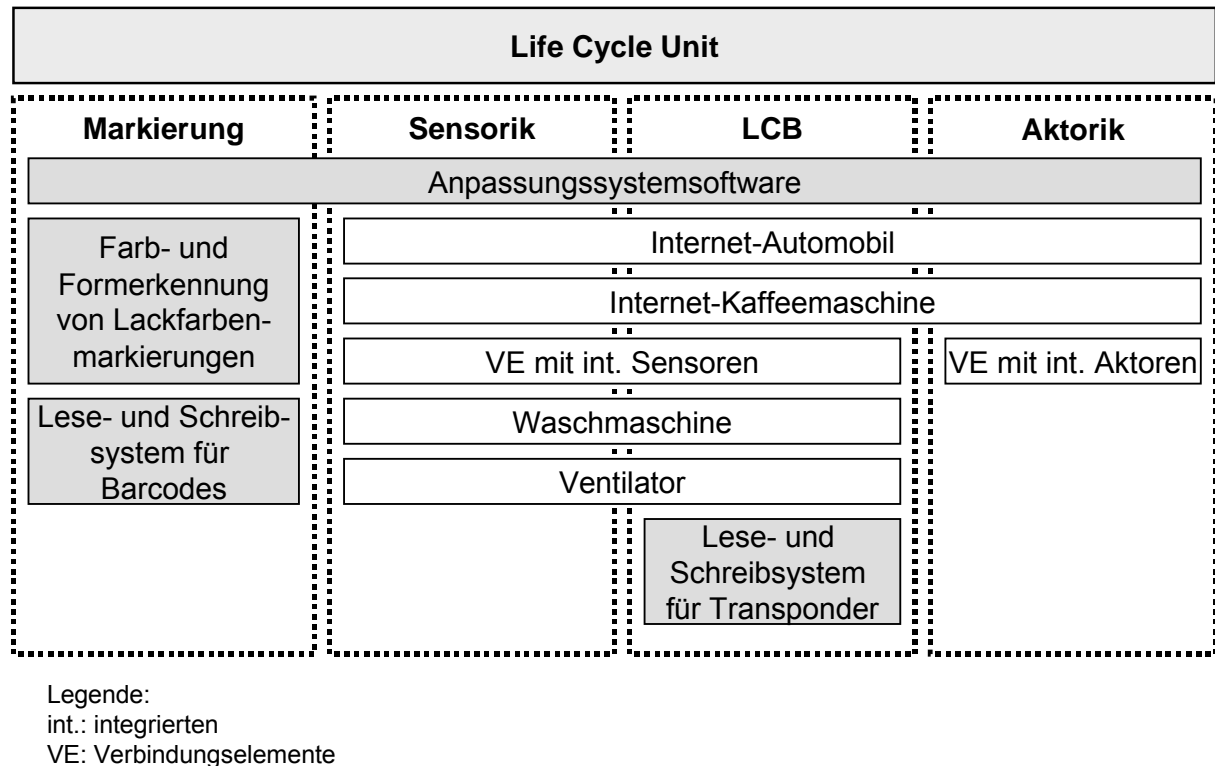 Life Cycle Unit
Markierung
Sensorik
LCB
Aktorik
Anpassungssystemsoftware
Farb- und
Formerkennung
von Lackfarben-
markierungen
Lese- und Schreib-
system für
Barcodes
Internet-Automobil
Internet-Kaffeemaschine
VE mit int. Sensoren
VE mit int. Aktoren
Waschmaschine
Ventilator
Lese- und
Schreibsystem
für Transponder
Legende:
int.: integrierten
VE: Verbindungselemente